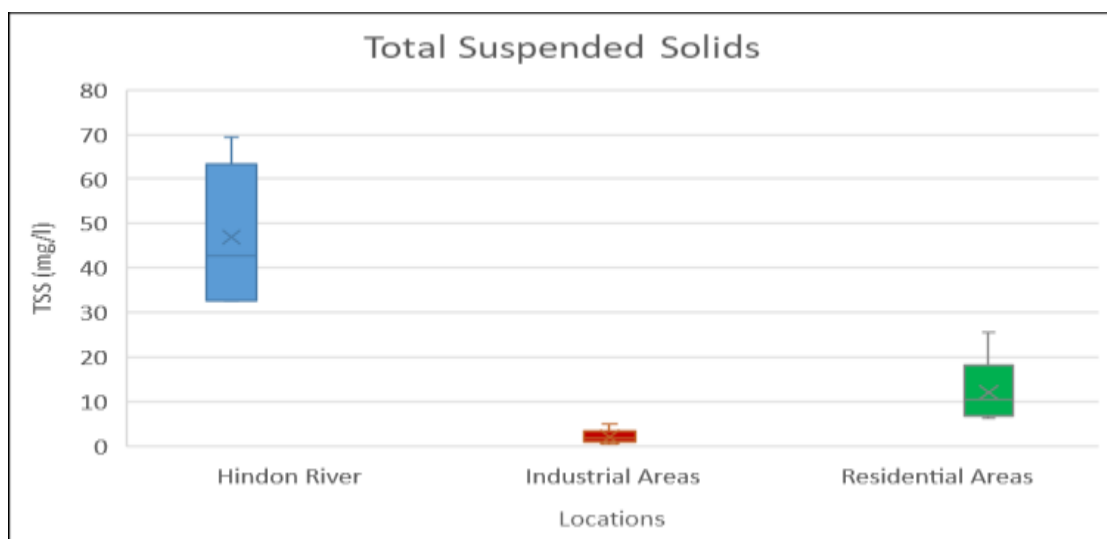 Total Suspended Solids
80
70
60
50
40
30
20
10
0
TSS (mg/l)
Hindon River
Industrial Areas
Residential Areas
Locations